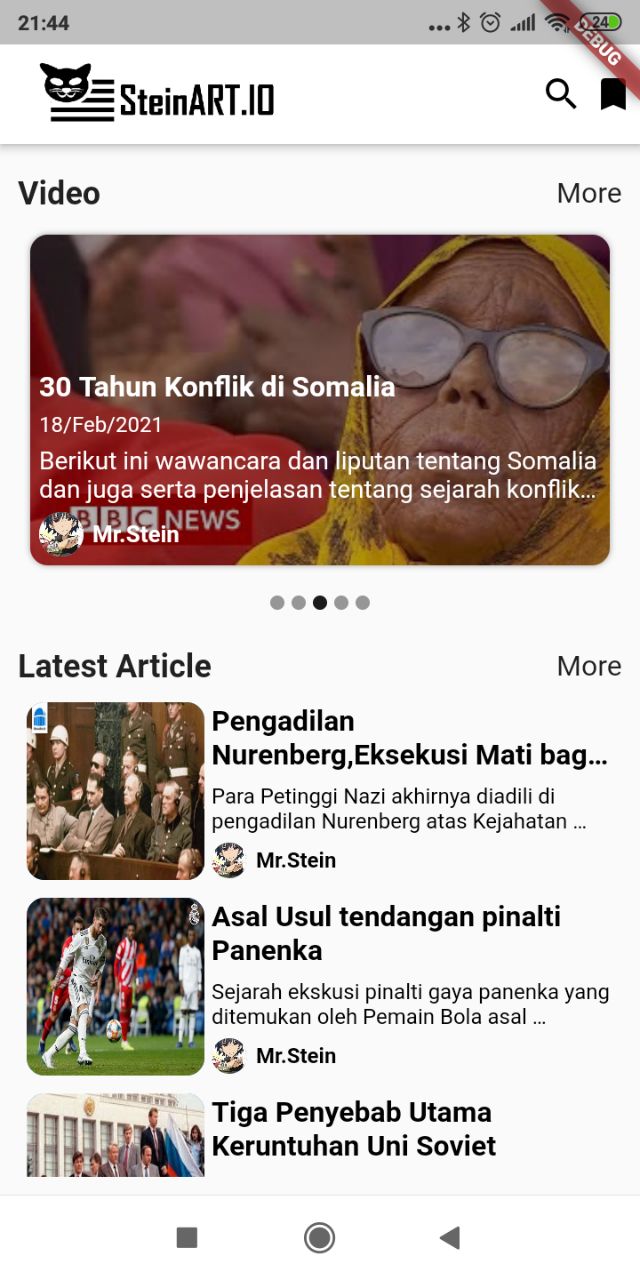 21:44
24
DEBUG
SteinART.IO
Video
More
30 Tahun Konflik di Somalia
18/Feb/2021
Berikut ini wawancara dan liputan tentang Somalia
dan juga serta penjelasan tentang sejarah konflik...
BBC NEWS
Mr.Stein
Latest Article
More
Pengadilan
Nurenberg,Eksekusi Mati bag...
Para Petinggi Nazi akhirnya diadili di
pengadilan Nurenberg atas Kejahatan ...
Mr.Stein
Asal Usul tendangan pinalti
Panenka
Sejarah ekskusi pinalti gaya panenka yang
ditemukan oleh Pemain Bola asal ...
Mr.Stein
Tiga Penyebab Utama
Keruntuhan Uni Soviet